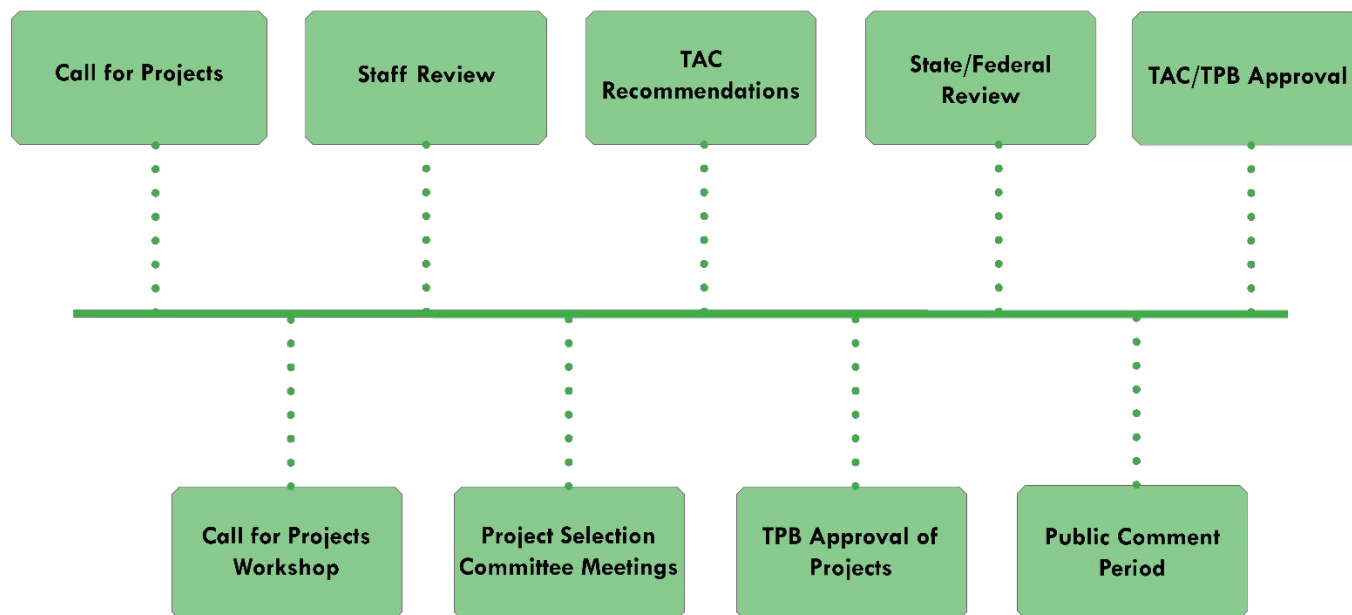 Call for Projects
Staff Review
TAC
Recommendations
State/Federal
Review
TAC/TPB Approval
Call for Projects
Workshop
Project Selection
Committee Meetings
TPB Approval of
Projects
Public Comment
Period